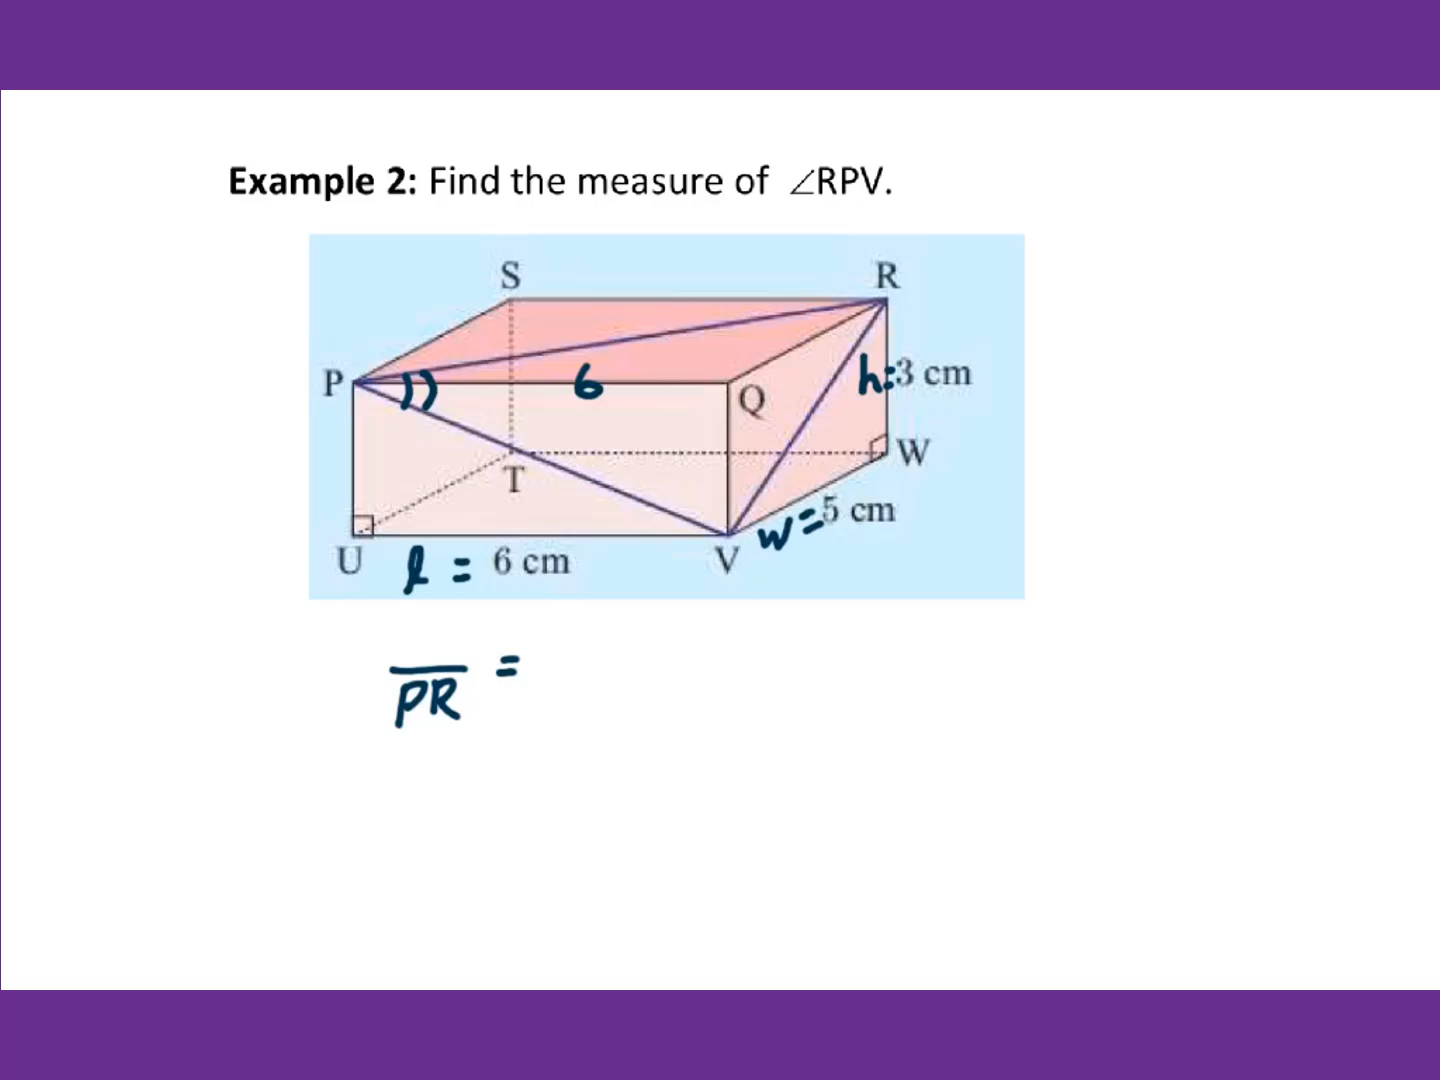 Example 2: Find the measure of ∠RPV.
S
R
P
6
Q
h:3 cm
W
T
w=5 cm
U
l = 6 cm
V
PR =